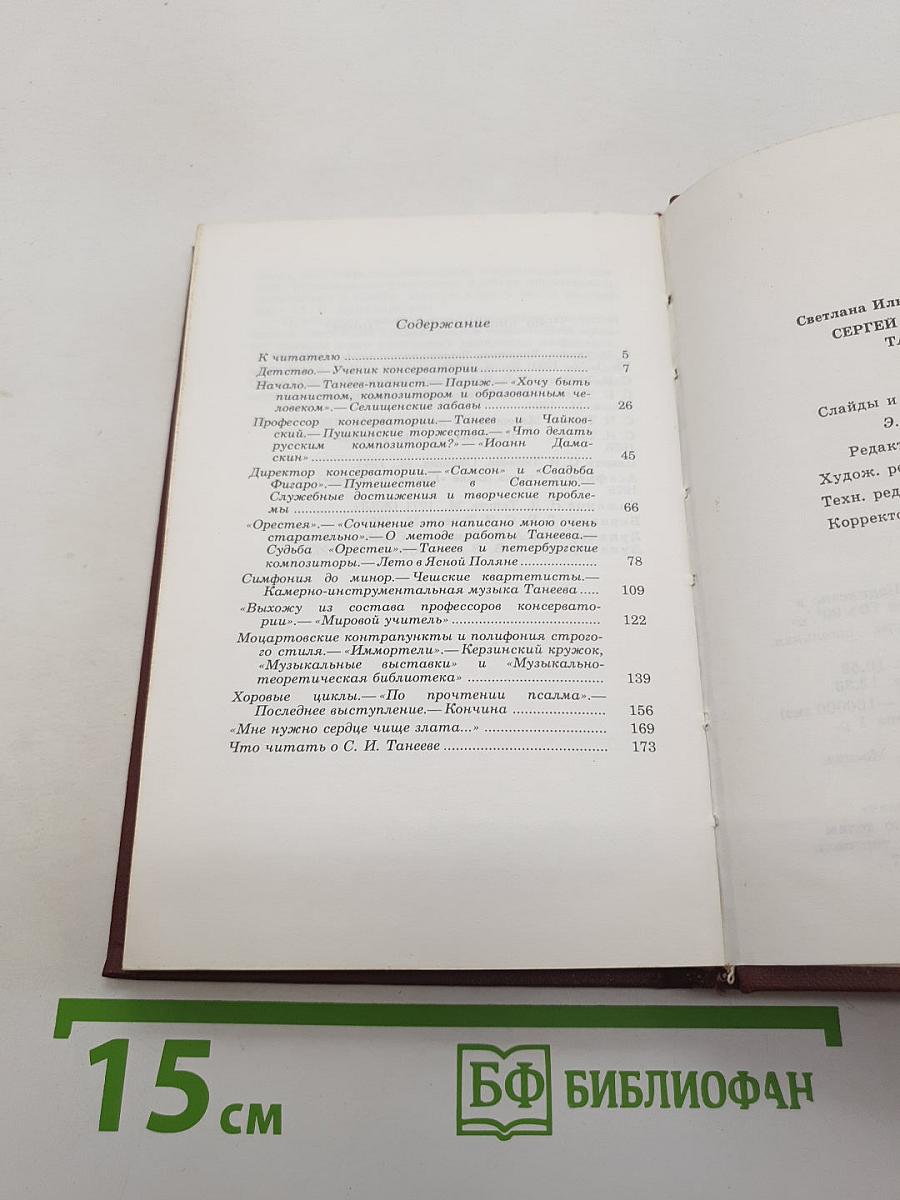 Содержание
К читателю 5
Детство.— Ученик консерватории 7
Начало.— Танеев-пианист.— Париж.— «Хочу быть
пианистом, композитором и образованным че-
ловеком».— Селищенские забавы 26
Профессор консерватории.— Танеев и Чайков-
ский.— Пушкинские торжества.— «Что делать
русским композиторам?» — «Иоанн Дама-
скин» 45
Директор консерватории.— «Самсон» и «Свадьба
Фигаро».— Путешествие в Сванетию.—
Служебные достижения и творческие пробле-
мы 66
«Орестея».— «Сочинение это написано мною очень
старательно».— О методе работы Танеева.—
Судьба «Орестеи».— Танеев и петербургские
композиторы.— Лето в Ясной Поляне 78
Симфония до минор.— Чешские квартетисты.—
Камерно-инструментальная музыка Танеева 109
«Выхожу из состава профессоров консервато-
рии».— «Мировой учитель» 122
Моцартовские контрапункты и полифония строго-
го стиля.— «Иммортели».— Керзинский кружок,
«Музыкальные выставки» и «Музыкально-
теоретическая библиотека» 139
Хоровые циклы.— «По прочтении псалма».—
Последнее выступление.— Кончина 156
«Мне нужно сердце чище злата...» 169
Что читать о С. И. Танееве 173
Светлана
СЕРГЕЙ
Слайды и
Э.
Худож.
Техн.
15 см
БФ БИБЛИОФАН